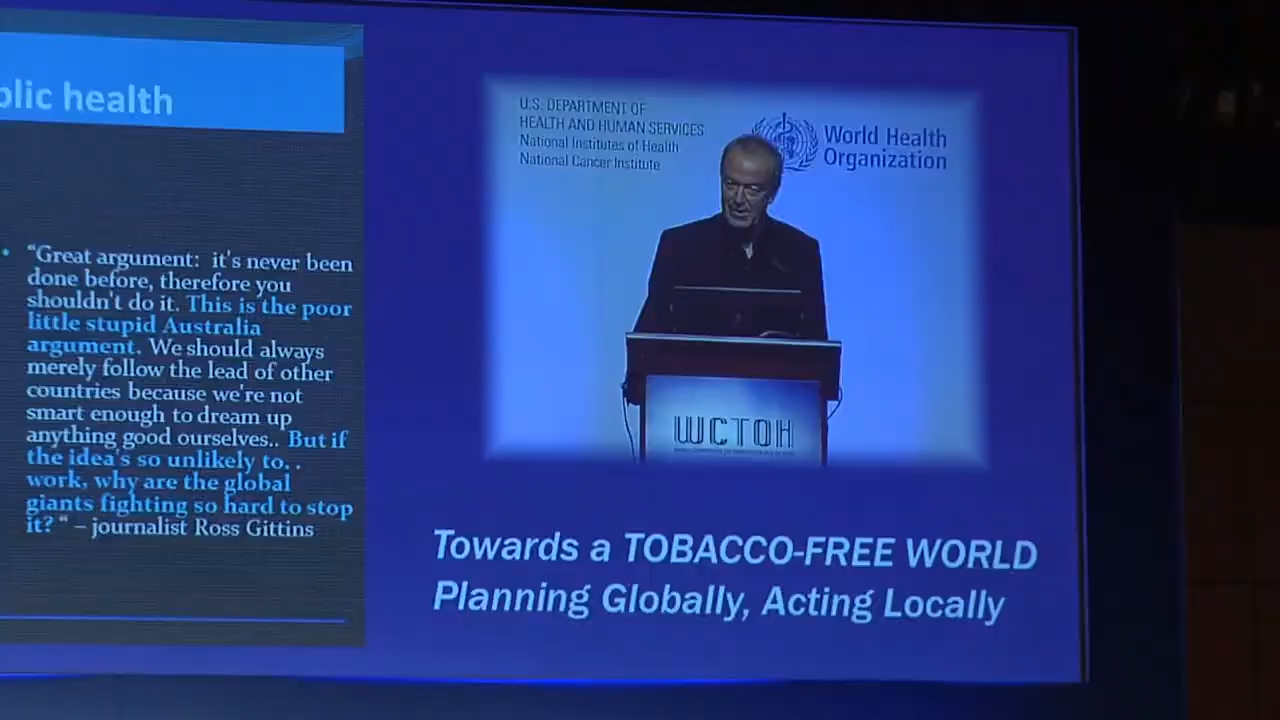 blic health
• "Great argument: it's never been
done before, therefore you
shouldn't do it. This is the poor
little stupid Australia
argument. We should always
merely follow the lead of other
countries because we're not
smart enough to dream up
anything good ourselves.. But if
the idea's so unlikely to. .
work, why are the global
giants fighting so hard to stop
it? " – journalist Ross Gittins
U.S. DEPARTMENT OF
HEALTH AND HUMAN SERVICES
National Institutes of Health
National Cancer Institute
World Health
Organization
WCTOH
Towards a TOBACCO-FREE WORLD
Planning Globally, Acting Locally